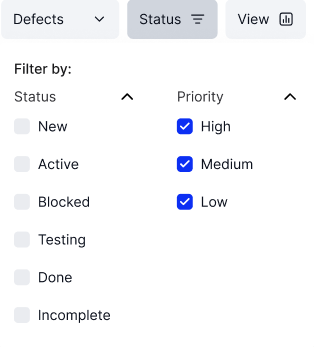 Defects Status View
Filter by:
Status Priority
New High
Active Medium
Blocked Low
Testing
Done
Incomplete